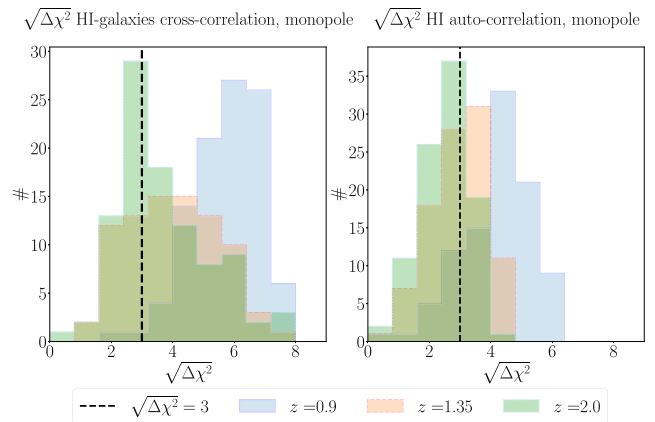 √Δχ² HI-galaxies cross-correlation, monopole
√Δχ² HI auto-correlation, monopole
30
25
20
15
10
5
0
#
0 2 4 6 8
√Δχ²
35
30
25
20
15
10
5
0
#
0 2 4 6 8
√Δχ²
√Δχ² = 3
z =0.9
z =1.35
z =2.0